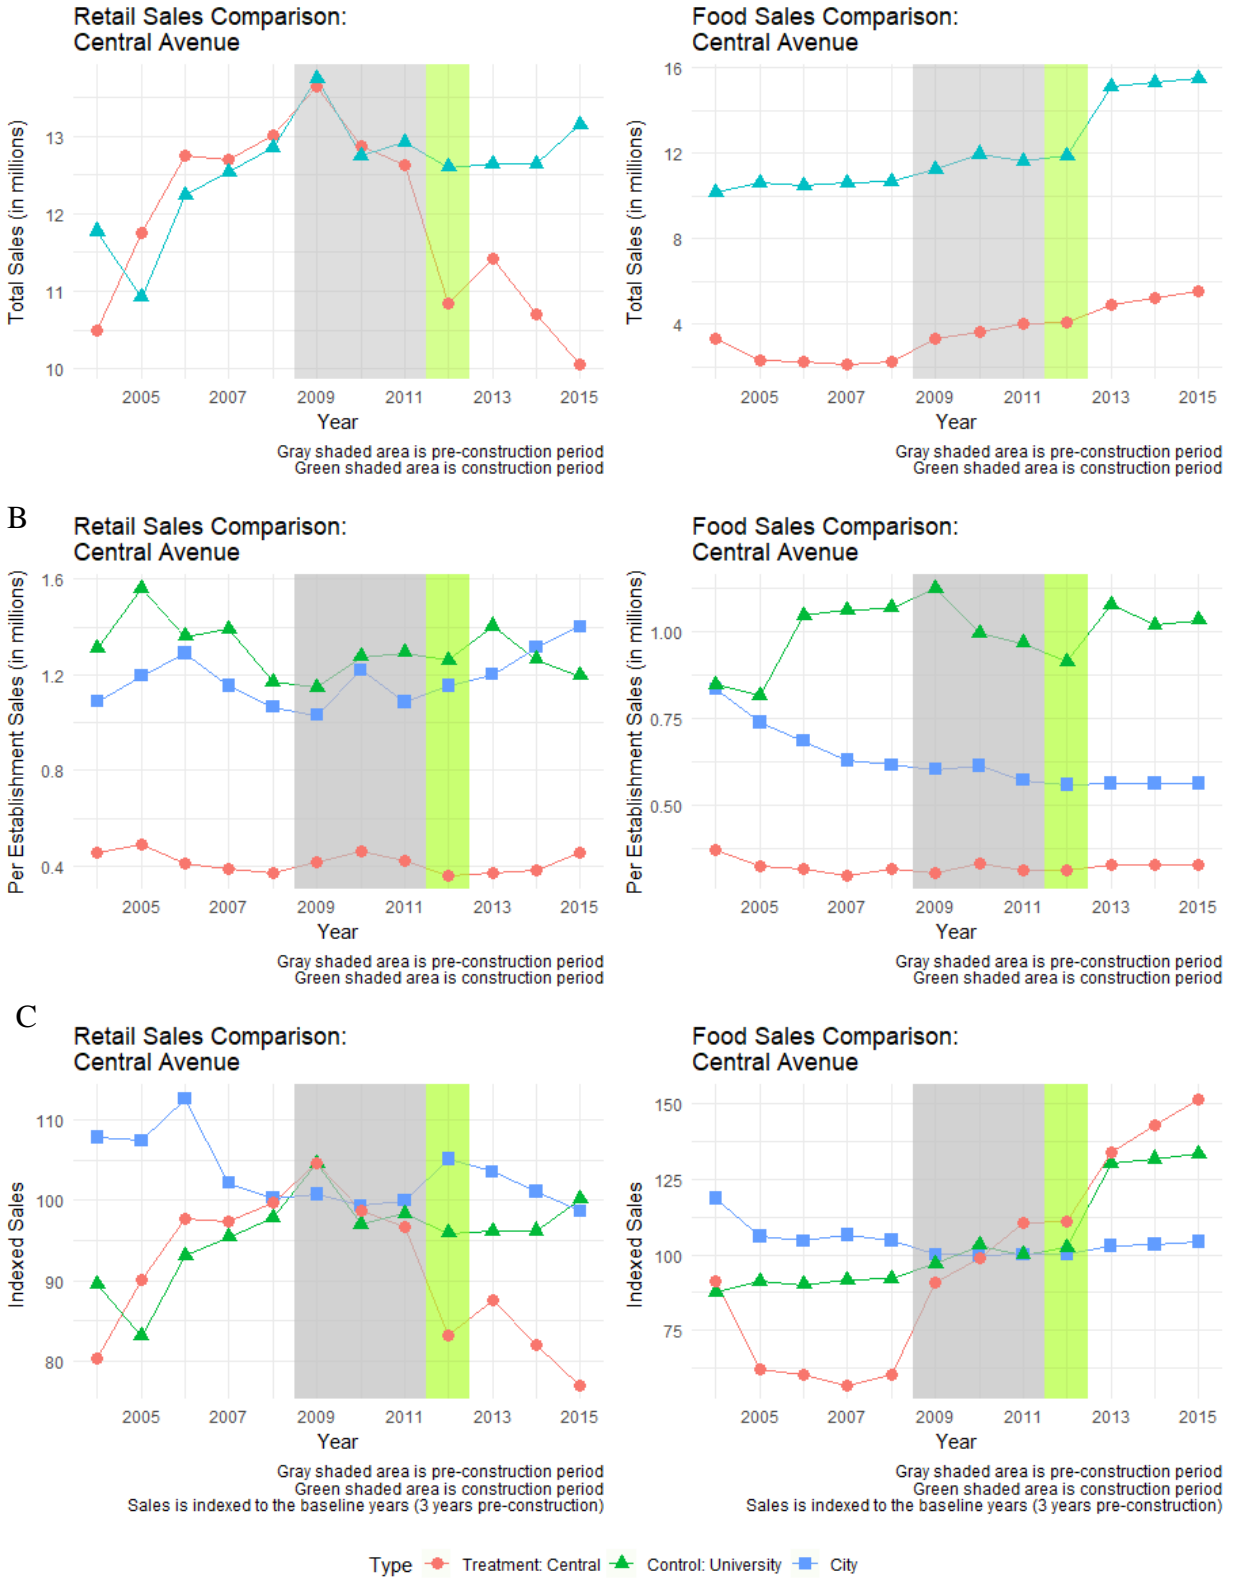 Retail Sales Comparison:
Central Avenue
Total Sales (in millions)
13
12
11
10
2005 2007 2009 2011 2013 2015
Year
Gray shaded area is pre-construction period
Green shaded area is construction period
Food Sales Comparison:
Central Avenue
Total Sales (in millions)
16
12
8
4
2005 2007 2009 2011 2013 2015
Year
Gray shaded area is pre-construction period
Green shaded area is construction period
B
Retail Sales Comparison:
Central Avenue
Per Establishment Sales (in millions)
1.6
1.2
0.8
0.4
2005 2007 2009 2011 2013 2015
Year
Gray shaded area is pre-construction period
Green shaded area is construction period
Food Sales Comparison:
Central Avenue
Per Establishment Sales (in millions)
1.00
0.75
0.50
2005 2007 2009 2011 2013 2015
Year
Gray shaded area is pre-construction period
Green shaded area is construction period
C
Retail Sales Comparison:
Central Avenue
Indexed Sales
110
100
90
80
2005 2007 2009 2011 2013 2015
Year
Gray shaded area is pre-construction period
Green shaded area is construction period
Sales is indexed to the baseline years (3 years pre-construction)
Food Sales Comparison:
Central Avenue
Indexed Sales
150
125
100
75
2005 2007 2009 2011 2013 2015
Year
Gray shaded area is pre-construction period
Green shaded area is construction period
Sales is indexed to the baseline years (3 years pre-construction)
Type Treatment: Central Control: University City